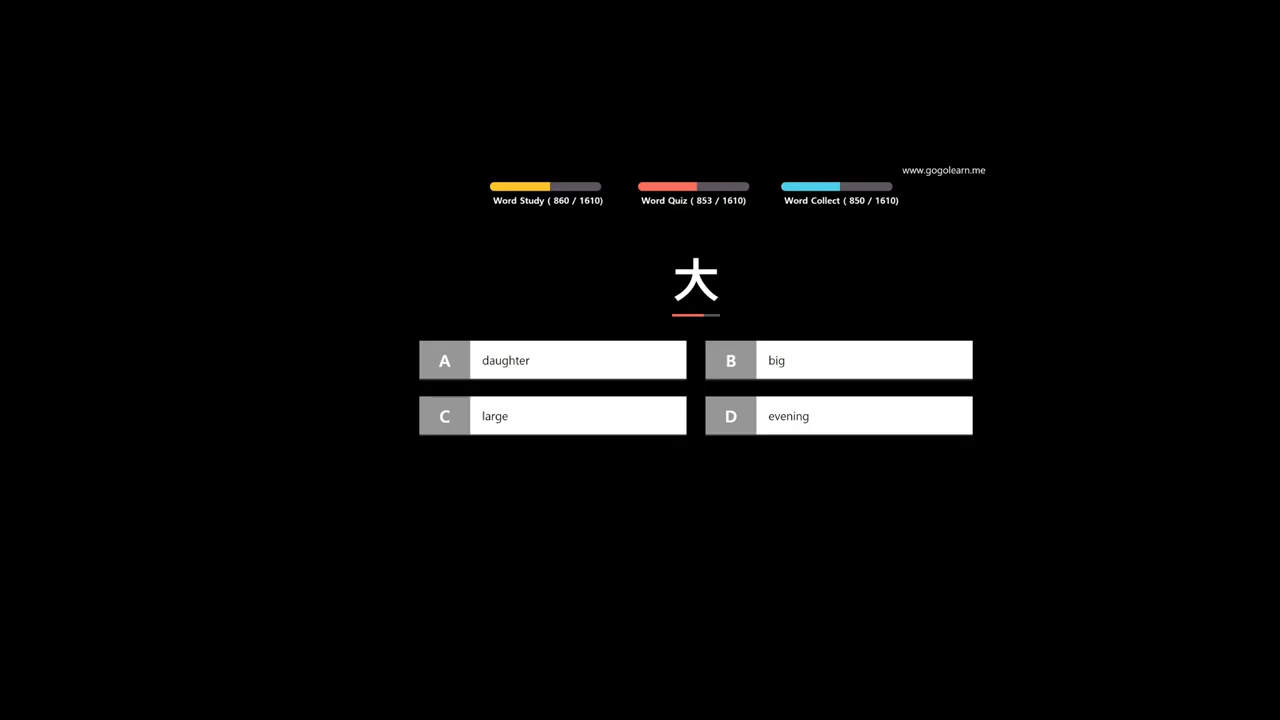 www.gogolearn.me
Word Study ( 860 / 1610)
Word Quiz ( 853 / 1610)
Word Collect ( 850 / 1610)
大
A daughter
B big
C large
D evening